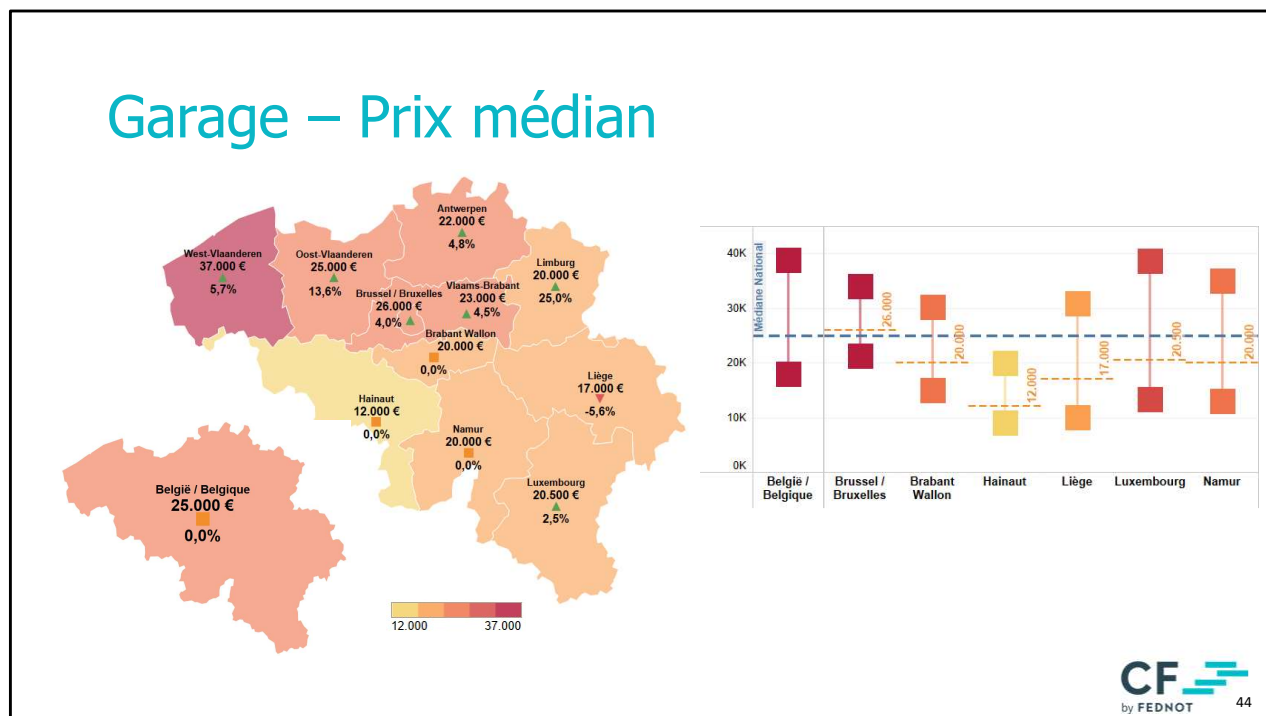 Garage – Prix médian
Antwerpen
22.000 €
4,8%
West-Vlaanderen
37.000 €
5,7%
Oost-Vlaanderen
25.000 €
13,6%
Limburg
20.000 €
25,0%
Brussel / Bruxelles
26.000 €
4,0%
Vlaams-Brabant
23.000 €
4,5%
Brabant Wallon
20.000 €
0,0%
Liège
17.000 €
-5,6%
Hainaut
12.000 €
0,0%
Namur
20.000 €
0,0%
Luxembourg
20.500 €
2,5%
België / Belgique
25.000 €
0,0%
12.000 37.000
40K
30K
20K
10K
0K
Médiane National
26.000
20.000
12.000
17.000
20.500
20.000
België /
Belgique
Brussel /
Bruxelles
Brabant
Wallon
Hainaut
Liège
Luxembourg
Namur
CF
by FEDNOT
44